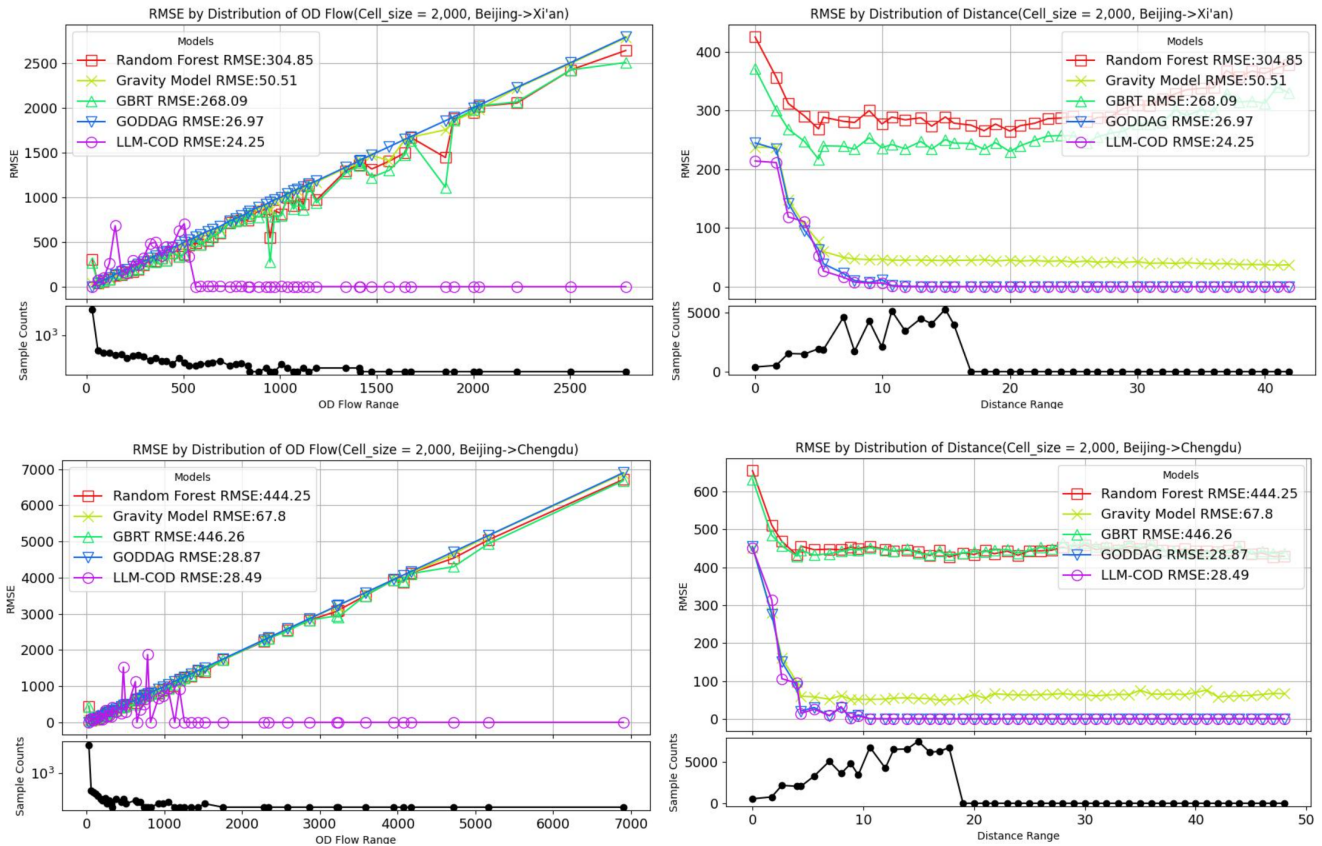 RMSE by Distribution of OD Flow(Cell_size = 2,000, Beijing->Xi'an)
Models
Random Forest RMSE:304.85
Gravity Model RMSE:50.51
GBRT RMSE:268.09
GODDAG RMSE:26.97
LLM-COD RMSE:24.25
RMSE
2500
2000
1500
1000
500
0
Sample Counts
10³
0 500 1000 1500 2000 2500
OD Flow Range
RMSE by Distribution of Distance(Cell_size = 2,000, Beijing->Xi'an)
Models
Random Forest RMSE:304.85
Gravity Model RMSE:50.51
GBRT RMSE:268.09
GODDAG RMSE:26.97
LLM-COD RMSE:24.25
RMSE
400
300
200
100
0
Sample Counts
5000
0
0 10 20 30 40
Distance Range
RMSE by Distribution of OD Flow(Cell_size = 2,000, Beijing->Chengdu)
Models
Random Forest RMSE:444.25
Gravity Model RMSE:67.8
GBRT RMSE:446.26
GODDAG RMSE:28.87
LLM-COD RMSE:28.49
RMSE
7000
6000
5000
4000
3000
2000
1000
0
Sample Counts
10³
0 1000 2000 3000 4000 5000 6000 7000
OD Flow Range
RMSE by Distribution of Distance(Cell_size = 2,000, Beijing->Chengdu)
Models
Random Forest RMSE:444.25
Gravity Model RMSE:67.8
GBRT RMSE:446.26
GODDAG RMSE:28.87
LLM-COD RMSE:28.49
RMSE
600
500
400
300
200
100
0
Sample Counts
5000
0
0 10 20 30 40 50
Distance Range